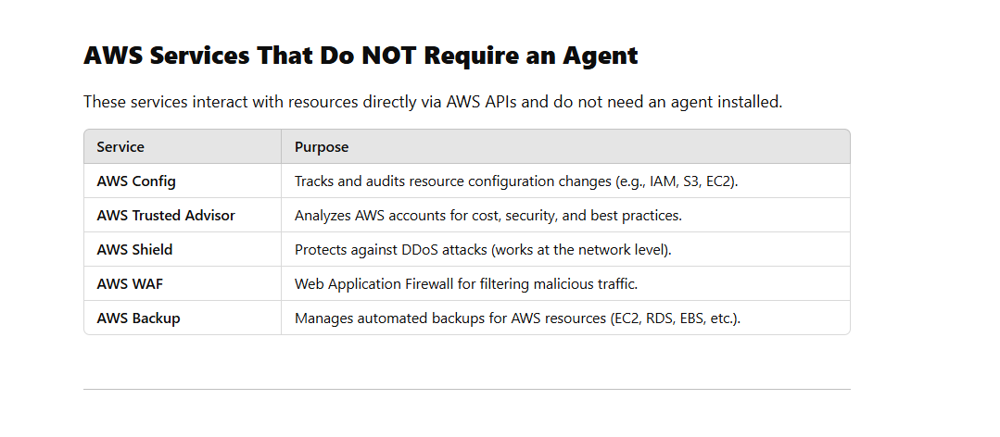 AWS Services That Do NOT Require an Agent
These services interact with resources directly via AWS APIs and do not need an agent installed.
Service Purpose
AWS Config Tracks and audits resource configuration changes (e.g., IAM, S3, EC2).
AWS Trusted Advisor Analyzes AWS accounts for cost, security, and best practices.
AWS Shield Protects against DDoS attacks (works at the network level).
AWS WAF Web Application Firewall for filtering malicious traffic.
AWS Backup Manages automated backups for AWS resources (EC2, RDS, EBS, etc.).